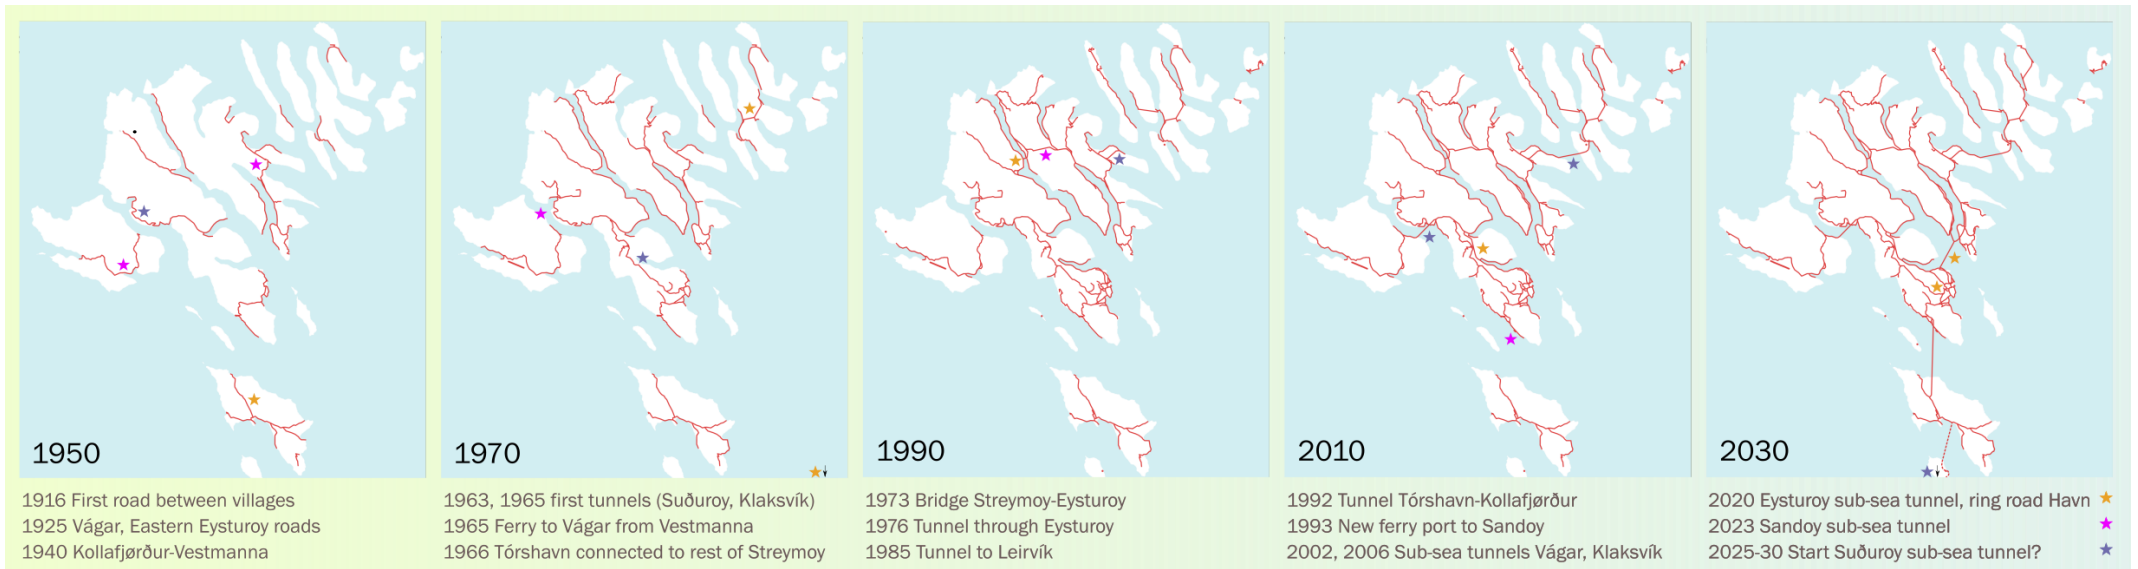 1950
1916 First road between villages
1925 Vágar, Eastern Eysturoy roads
1940 Kollafjørður-Vestmanna
1970
1963, 1965 first tunnels (Suðuroy, Klaksvík)
1965 Ferry to Vágar from Vestmanna
1966 Tórshavn connected to rest of Streymoy
1990
1973 Bridge Streymoy-Eysturoy
1976 Tunnel through Eysturoy
1985 Tunnel to Leirvík
2010
1992 Tunnel Tórshavn-Kollafjørður
1993 New ferry port to Sandoy
2002, 2006 Sub-sea tunnels Vágar, Klaksvík
2030
2020 Eysturoy sub-sea tunnel, ring road Havn
2023 Sandoy sub-sea tunnel
2025-30 Start Suðuroy sub-sea tunnel?